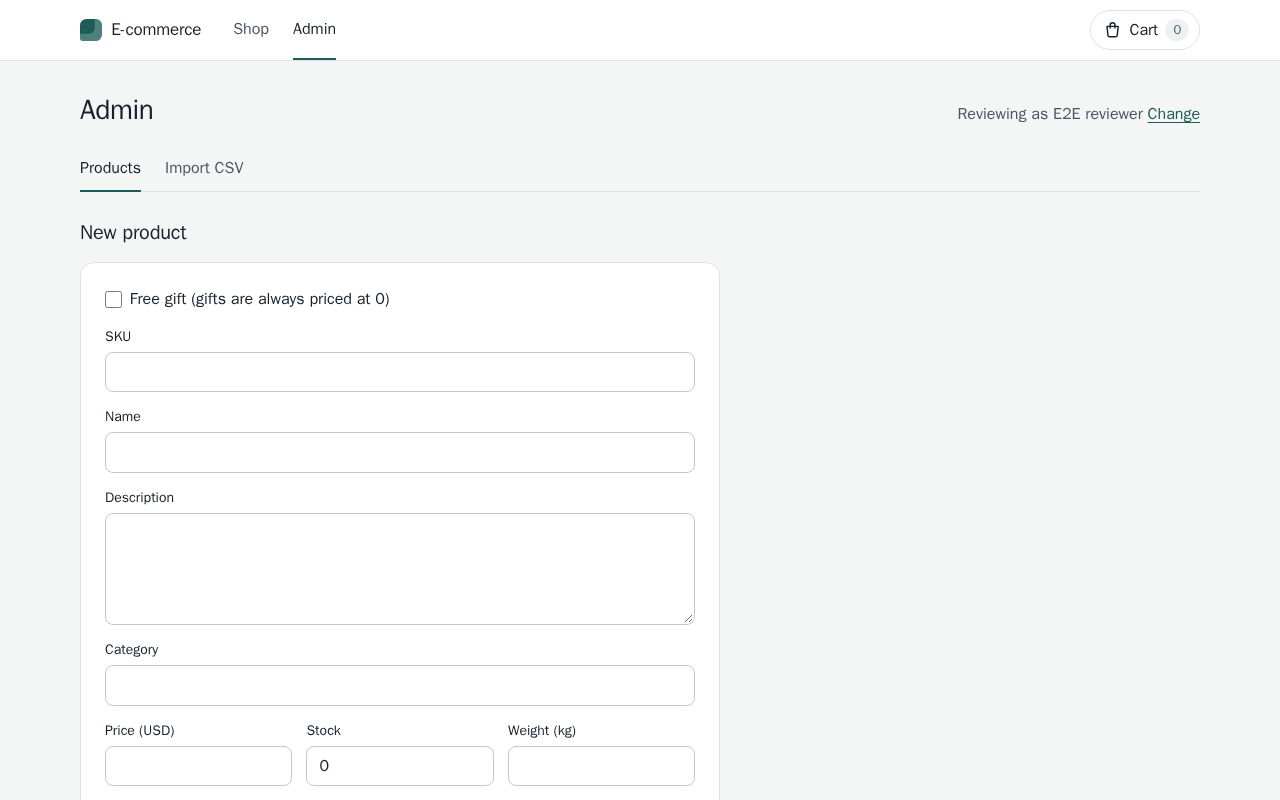 E-commerce Shop Admin Cart 0
Admin
Reviewing as E2E reviewer Change
Products Import CSV
New product
Free gift (gifts are always priced at 0)
SKU
Name
Description
Category
Price (USD) Stock Weight (kg)
0